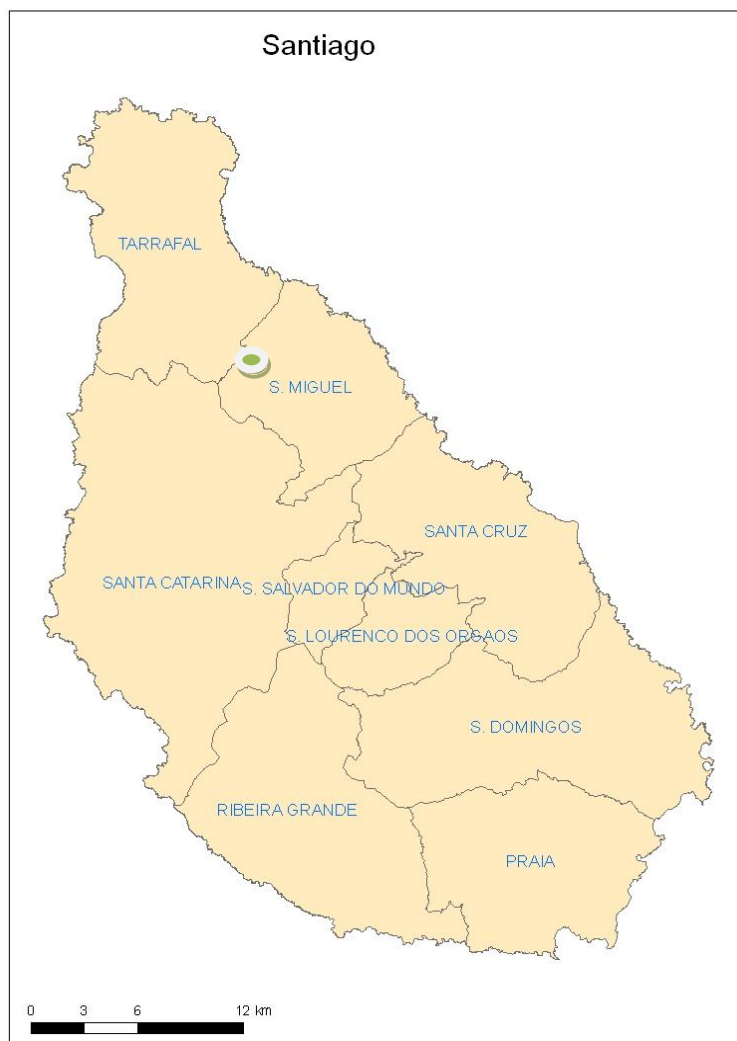 Santiago
TARRAFAL
S. MIGUEL
SANTA CRUZ
SANTA CATARINA
S. SALVADOR DO MUNDO
S. LOURENCO DOS ORGAOS
S. DOMINGOS
RIBEIRA GRANDE
PRAIA
0 3 6 12 km